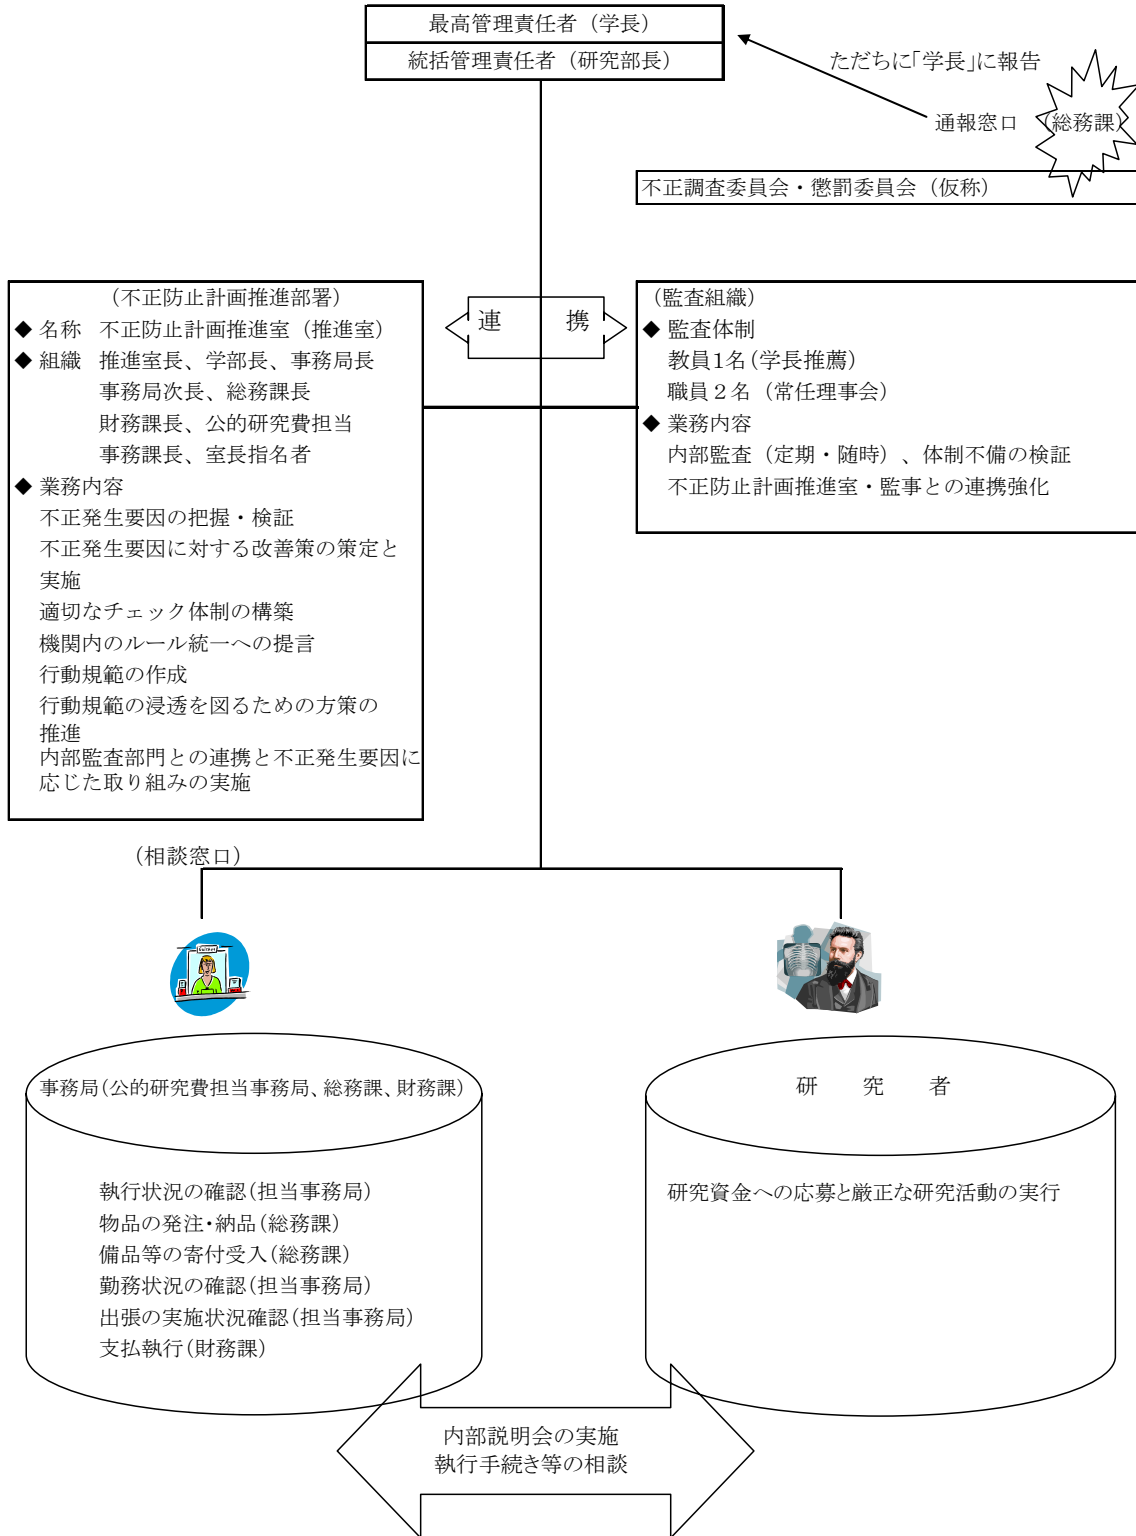 最高管理責任者（学長）
統括管理責任者（研究部長）
ただちに「学長」に報告
通報窓口 (総務課)
不正調査委員会・懲罰委員会（仮称）
（不正防止計画推進部署）
◆ 名称 不正防止計画推進室（推進室）
◆ 組織 推進室長、学部長、事務局長
事務局次長、総務課長
財務課長、公的研究費担当
事務課長、室長指名者
◆ 業務内容
不正発生要因の把握・検証
不正発生要因に対する改善策の策定と
実施
適切なチェック体制の構築
機関内のルール統一への提言
行動規範の作成
行動規範の浸透を図るための方策の
推進
内部監査部門との連携と不正発生要因に
応じた取り組みの実施
連 携
（監査組織）
◆ 監査体制
教員1名(学長推薦)
職員２名（常任理事会）
◆ 業務内容
内部監査（定期・随時）、体制不備の検証
不正防止計画推進室・監事との連携強化
(相談窓口)
事務局(公的研究費担当事務局、総務課、財務課)
執行状況の確認(担当事務局)
物品の発注・納品(総務課)
備品等の寄付受入(総務課)
勤務状況の確認(担当事務局)
出張の実施状況確認(担当事務局)
支払執行(財務課)
研 究 者
研究資金への応募と厳正な研究活動の実行
内部説明会の実施
執行手続き等の相談